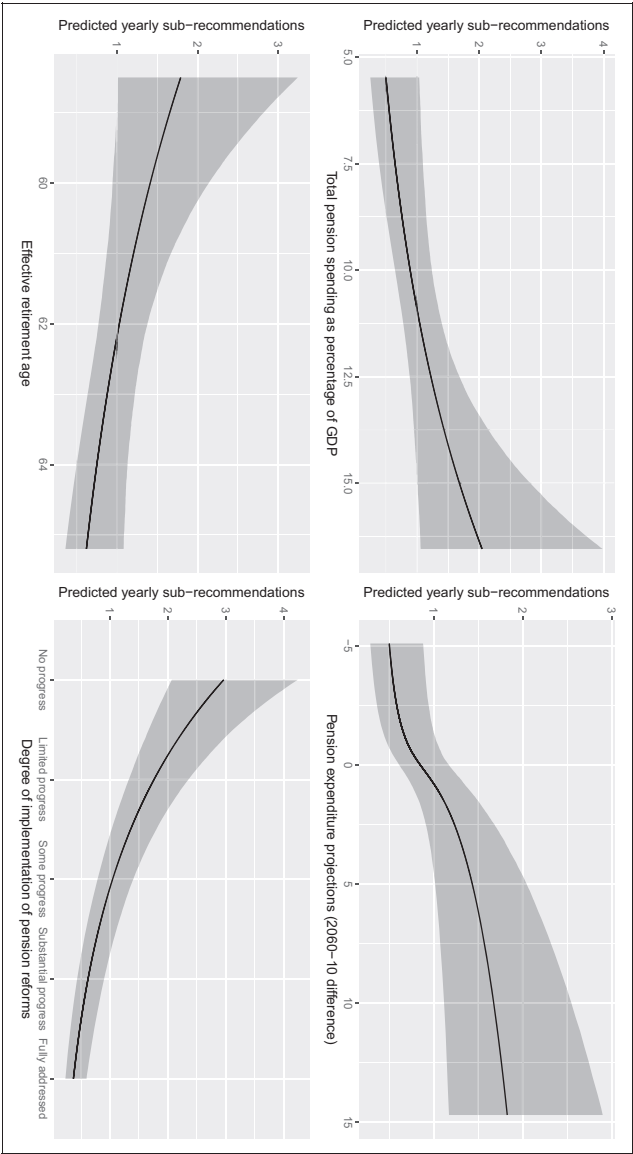 Predicted yearly sub−recommendations
4
3
2
1
5.0
7.5
10.0
12.5
15.0
Total pension spending as percentage of GDP
Predicted yearly sub−recommendations
3
2
1
−5
0
5
10
15
Pension expenditure projections (2060−10 difference)
Predicted yearly sub−recommendations
3
2
1
60
62
64
Effective retirement age
Predicted yearly sub−recommendations
4
3
2
1
No progress
Limited progress
Some progress
Substantial progress
Fully addressed
Degree of implementation of pension reforms